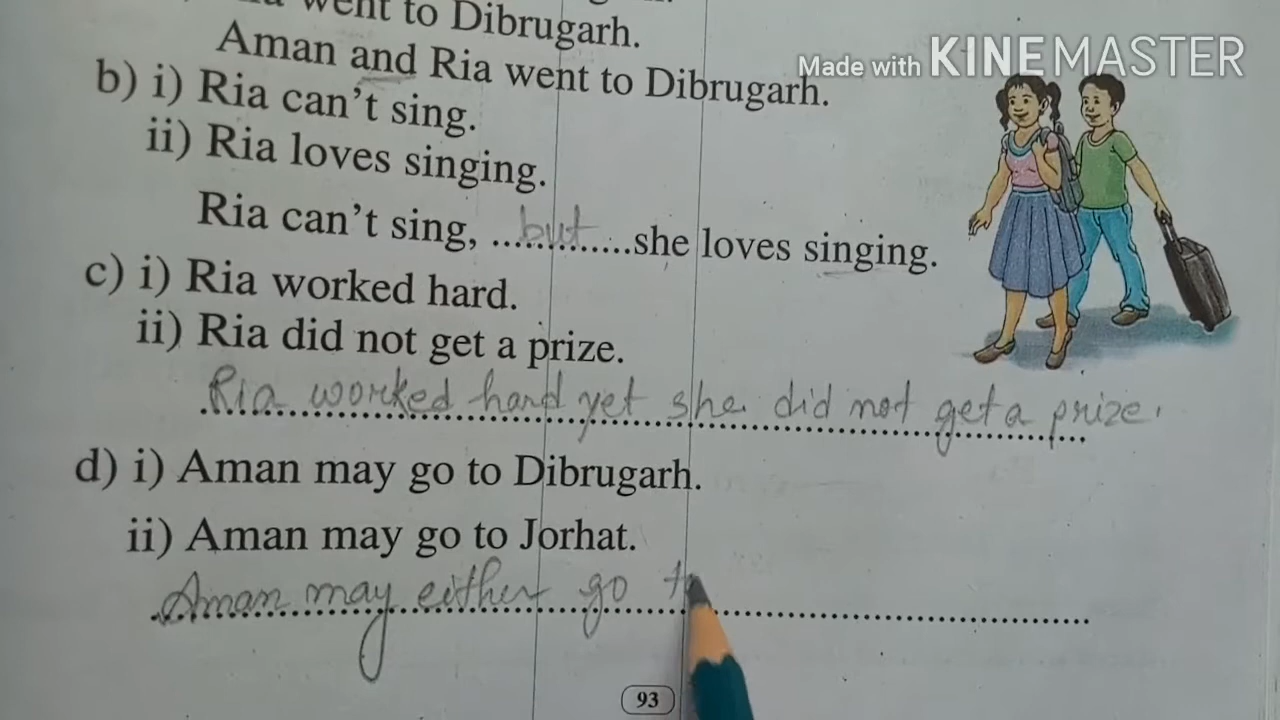 went to Dibrugarh.
Aman and Ria went to Dibrugarh.
Made with KINEMASTER
b) i) Ria can't sing.
ii) Ria loves singing.
Ria can't sing, ...but...she loves singing.
c) i) Ria worked hard.
ii) Ria did not get a prize.
Ria worked hard yet she did not get a prize.
d) i) Aman may go to Dibrugarh.
ii) Aman may go to Jorhat.
Aman may either go
93